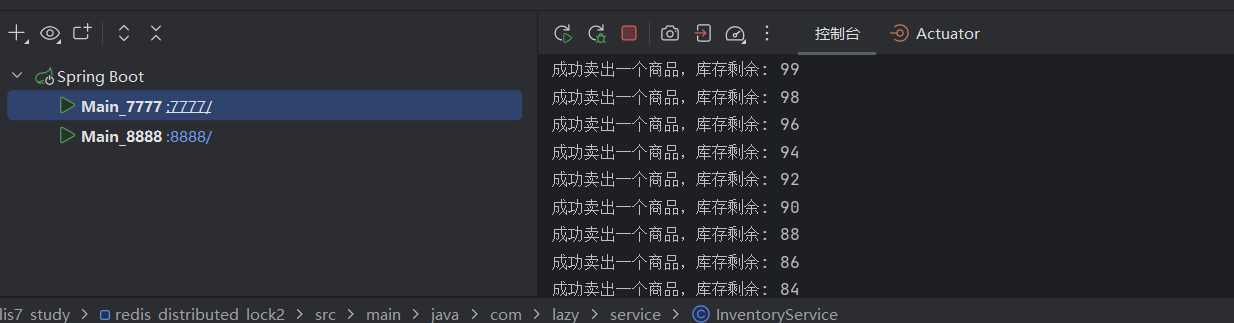 控制台
Actuator
Spring Boot
Main_7777 :7777/
Main_8888 :8888/
成功卖出一个商品，库存剩余: 99
成功卖出一个商品，库存剩余: 98
成功卖出一个商品，库存剩余: 96
成功卖出一个商品，库存剩余: 94
成功卖出一个商品，库存剩余: 92
成功卖出一个商品，库存剩余: 90
成功卖出一个商品，库存剩余: 88
成功卖出一个商品，库存剩余: 86
成功卖出一个商品，库存剩余: 84
dis7_study > redis_distributed_lock2 > src > main > java > com > lazy > service > InventoryService